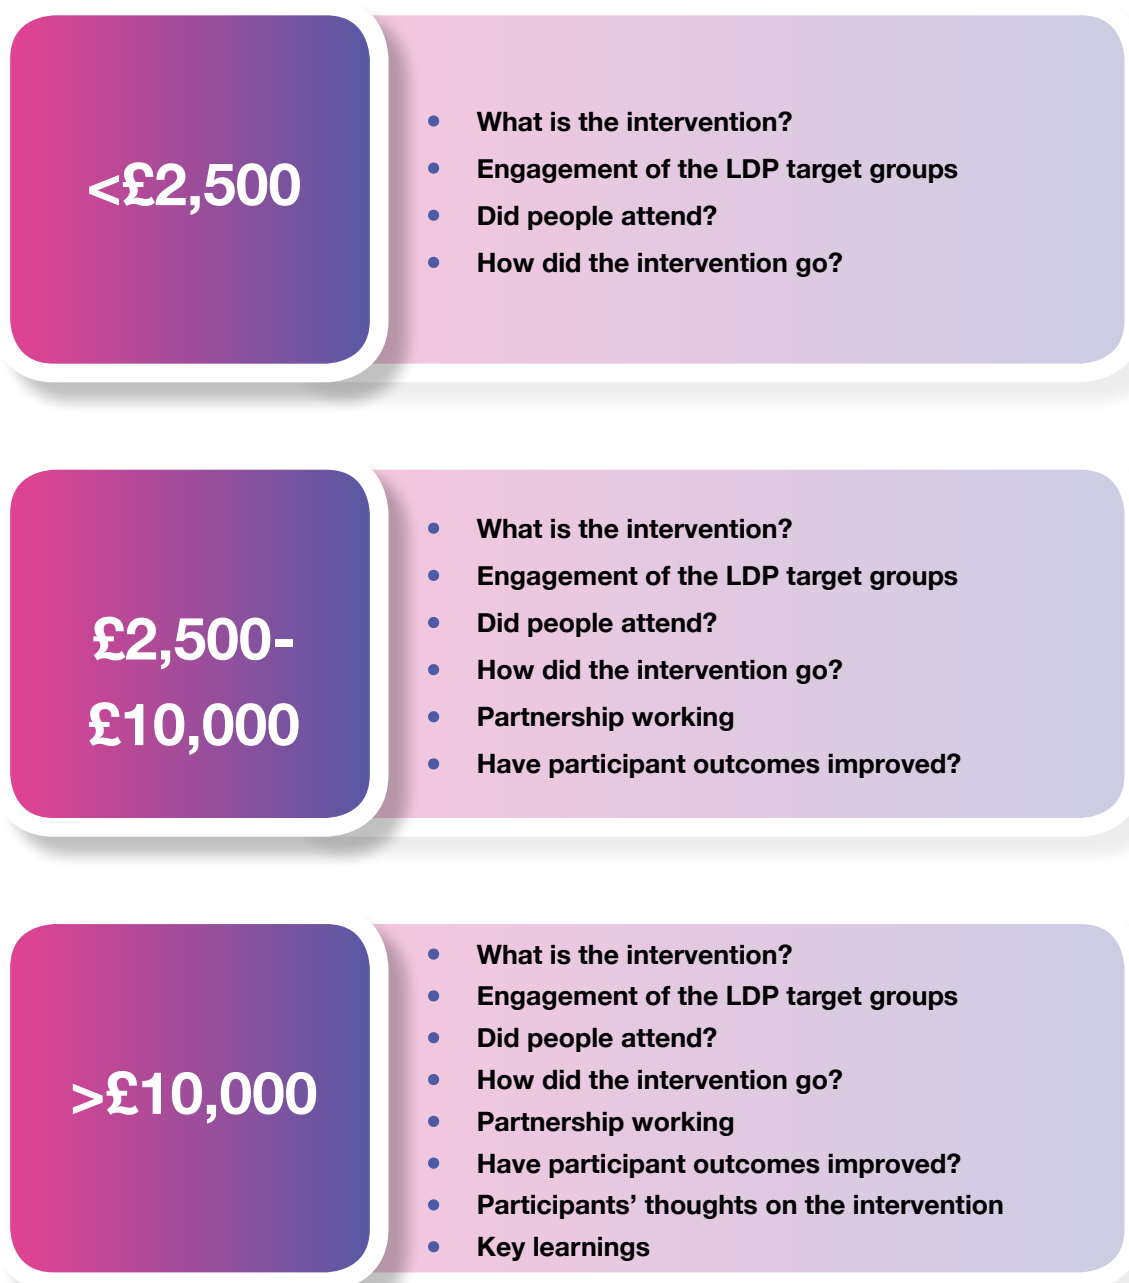 <£2,500
• What is the intervention?
• Engagement of the LDP target groups
• Did people attend?
• How did the intervention go?
£2,500-
£10,000
• What is the intervention?
• Engagement of the LDP target groups
• Did people attend?
• How did the intervention go?
• Partnership working
• Have participant outcomes improved?
>£10,000
• What is the intervention?
• Engagement of the LDP target groups
• Did people attend?
• How did the intervention go?
• Partnership working
• Have participant outcomes improved?
• Participants’ thoughts on the intervention
• Key learnings